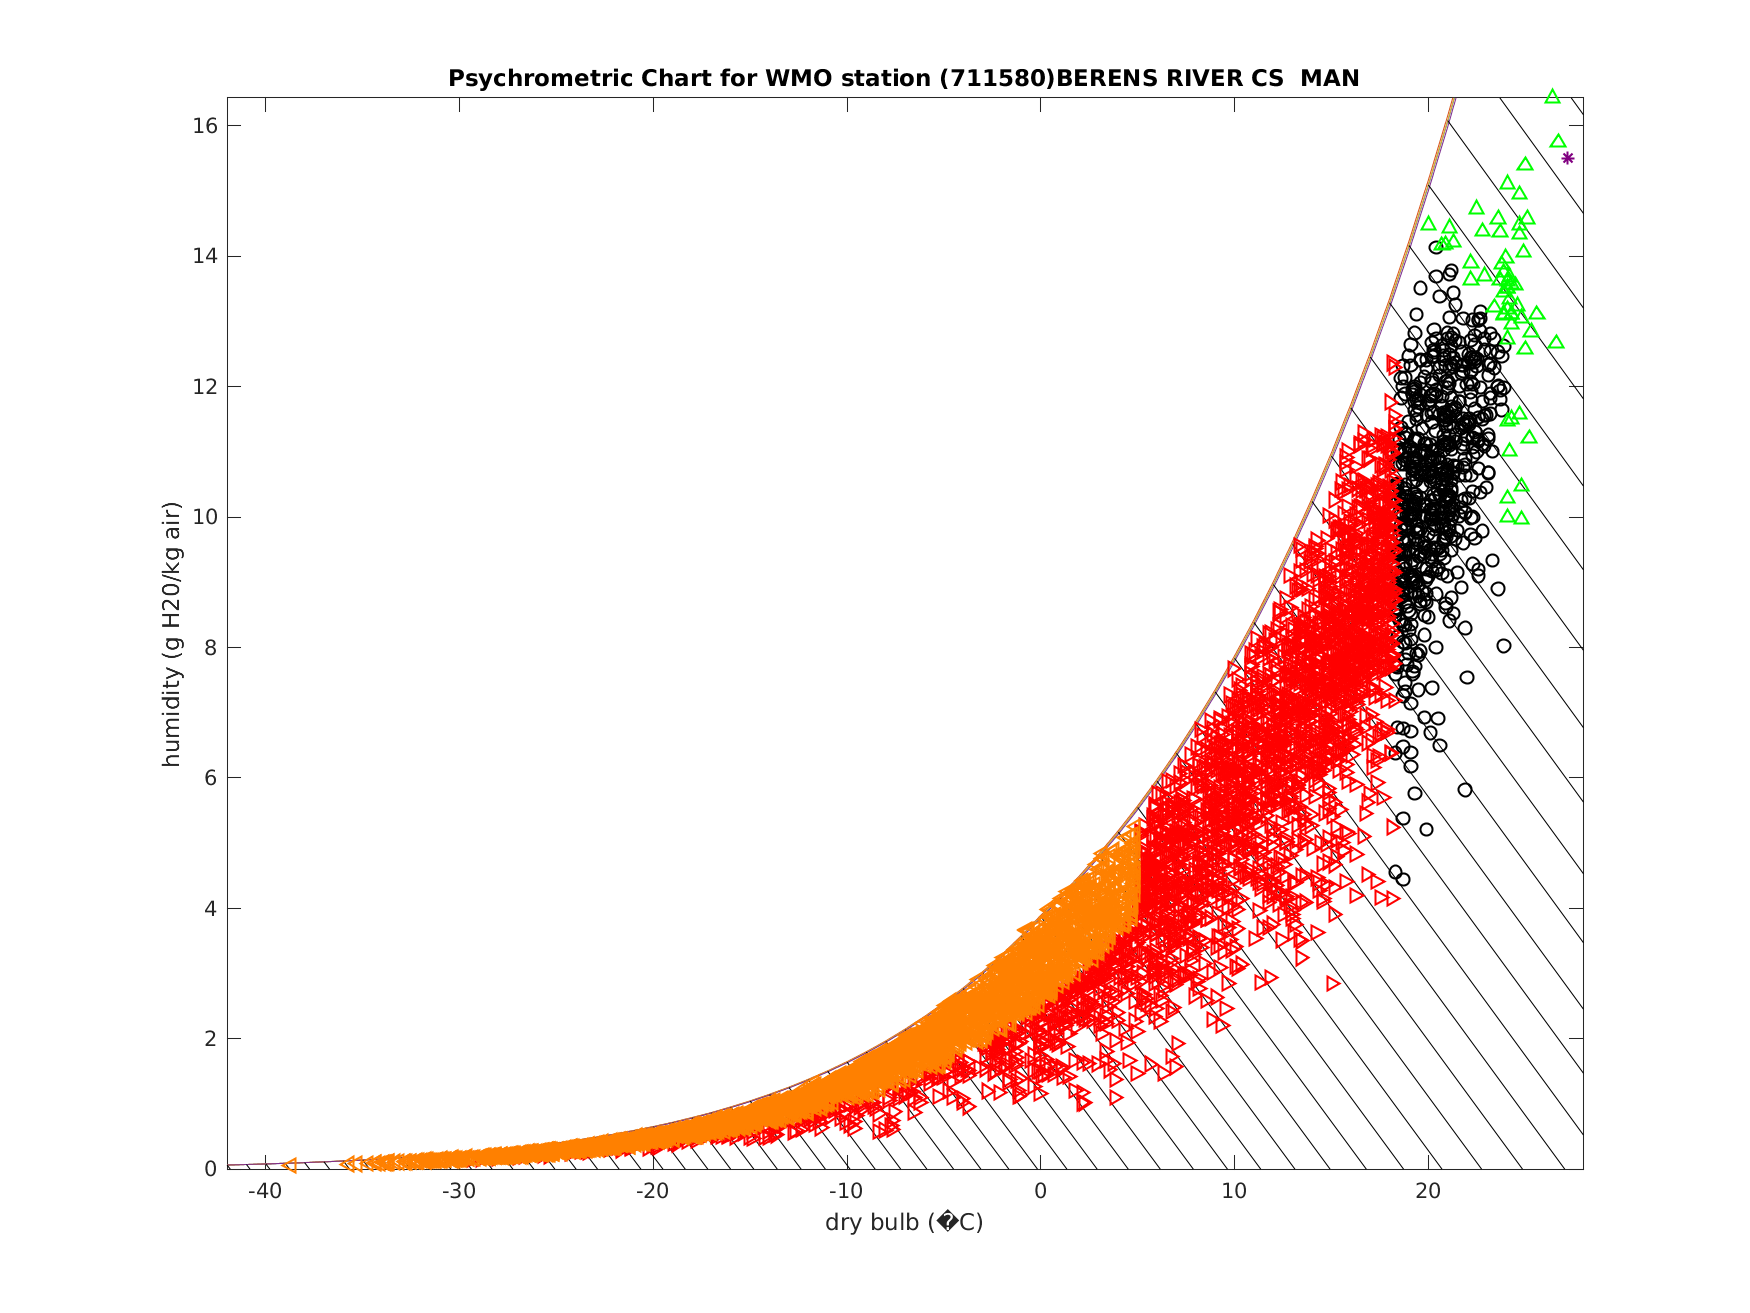 Psychrometric Chart for WMO station (711580)BERENS RIVER CS  MAN
humidity (g H20/kg air)
16
14
12
10
8
6
4
2
0
-40 -30 -20 -10 0 10 20
dry bulb (�C)